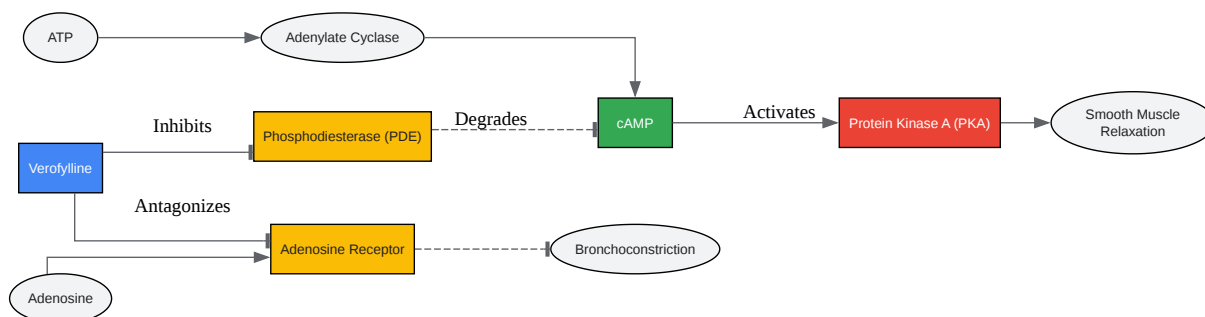 ATP
Adenylate Cyclase
Inhibits
Phosphodiesterase (PDE)
Degrades
cAMP
Activates
Protein Kinase A (PKA)
Smooth Muscle
Relaxation
Verofylline
Antagonizes
Adenosine Receptor
Bronchoconstriction
Adenosine